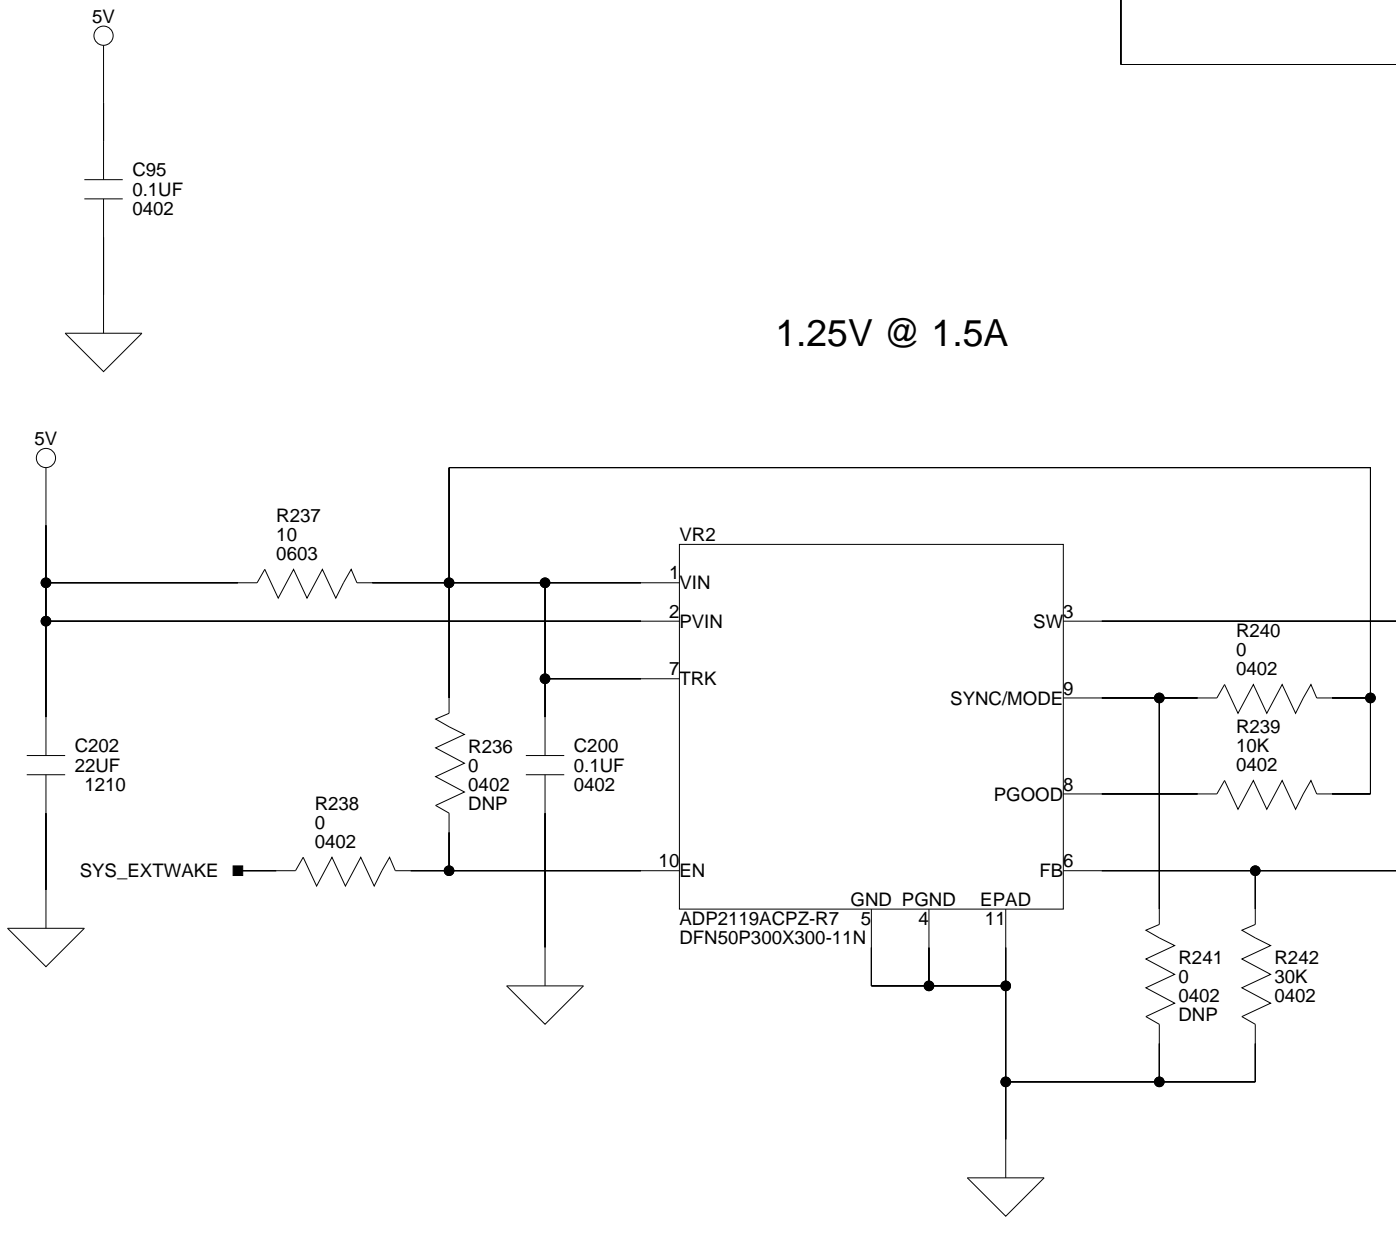 5V
C95
0.1UF
0402
1.25V @ 1.5A
5V
R237
10
0603
VR2
1
VIN
2
PVIN
7
TRK
10
EN
SW
3
SYNC/MODE
9
PGOOD
8
FB
6
GND
5
PGND
4
EPAD
11
ADP2119ACPZ-R7
DFN50P300X300-11N
R240
0
0402
R239
10K
0402
C202
22UF
1210
R236
0
0402
DNP
C200
0.1UF
0402
R238
0
0402
SYS_EXTWAKE
R241
0
0402
DNP
R242
30K
0402